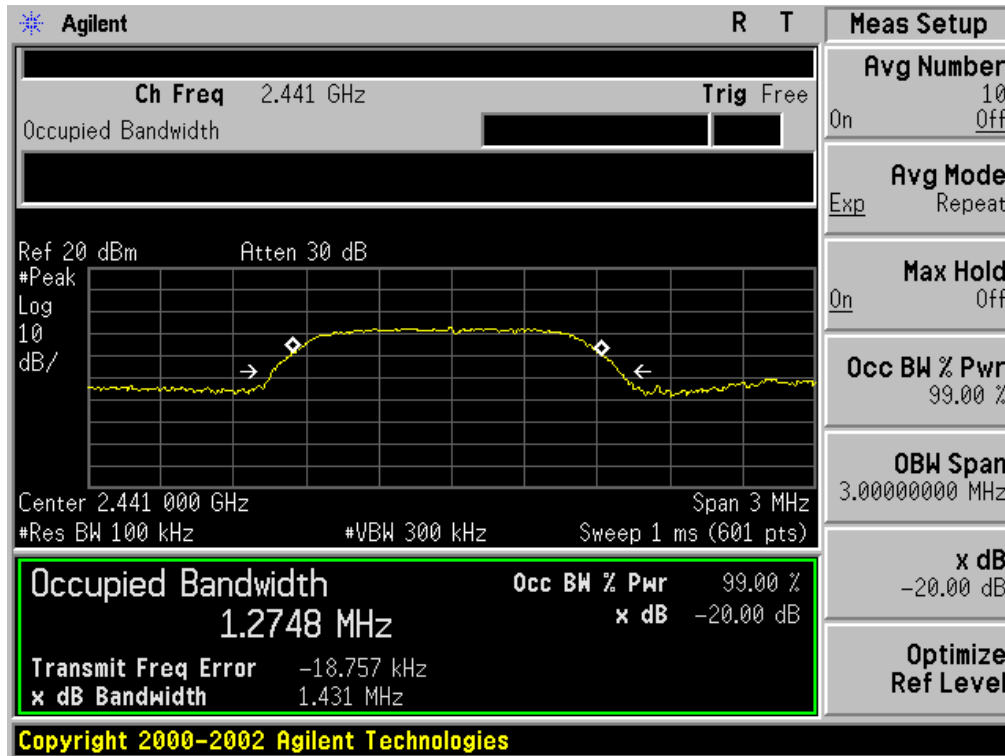 Agilent R T
Ch Freq 2.441 GHz Trig Free
Occupied Bandwidth
Ref 20 dBm Atten 30 dB
#Peak
Log
10
dB/
Center 2.441 000 GHz Span 3 MHz
#Res BW 100 kHz #VBW 300 kHz Sweep 1 ms (601 pts)
Occupied Bandwidth
1.2748 MHz
Occ BW % Pwr 99.00 %
x dB -20.00 dB
Transmit Freq Error -18.757 kHz
x dB Bandwidth 1.431 MHz
Copyright 2000-2002 Agilent Technologies
Meas Setup
Avg Number
10
On Off
Avg Mode
Exp Repeat
Max Hold
On Off
Occ BW % Pwr
99.00 %
OBW Span
3.00000000 MHz
x dB
-20.00 dB
Optimize
Ref Level